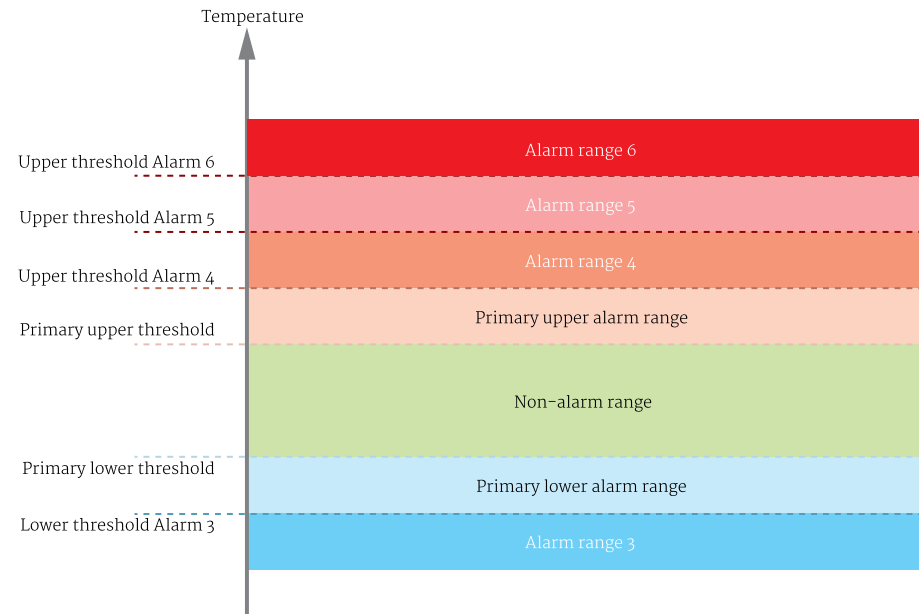 Temperature
Alarm range 6
Upper threshold Alarm 6
Alarm range 5
Upper threshold Alarm 5
Alarm range 4
Upper threshold Alarm 4
Primary upper alarm range
Primary upper threshold
Non-alarm range
Primary lower threshold
Primary lower alarm range
Lower threshold Alarm 3
Alarm range 3